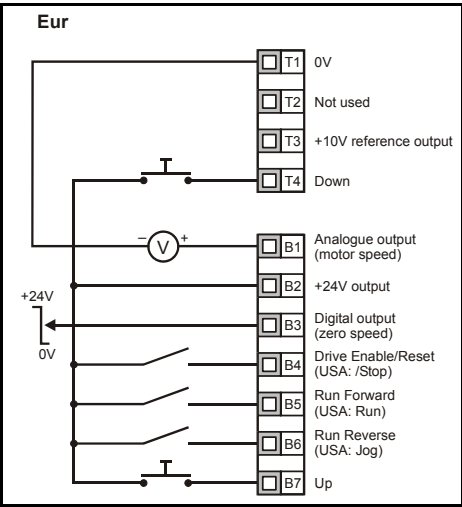 Eur
T1 0V
T2 Not used
T3 +10V reference output
T4 Down
– V +
B1 Analogue output
(motor speed)
B2 +24V output
+24V
B3 Digital output
(zero speed)
0V
B4 Drive Enable/Reset
(USA: /Stop)
B5 Run Forward
(USA: Run)
B6 Run Reverse
(USA: Jog)
B7 Up